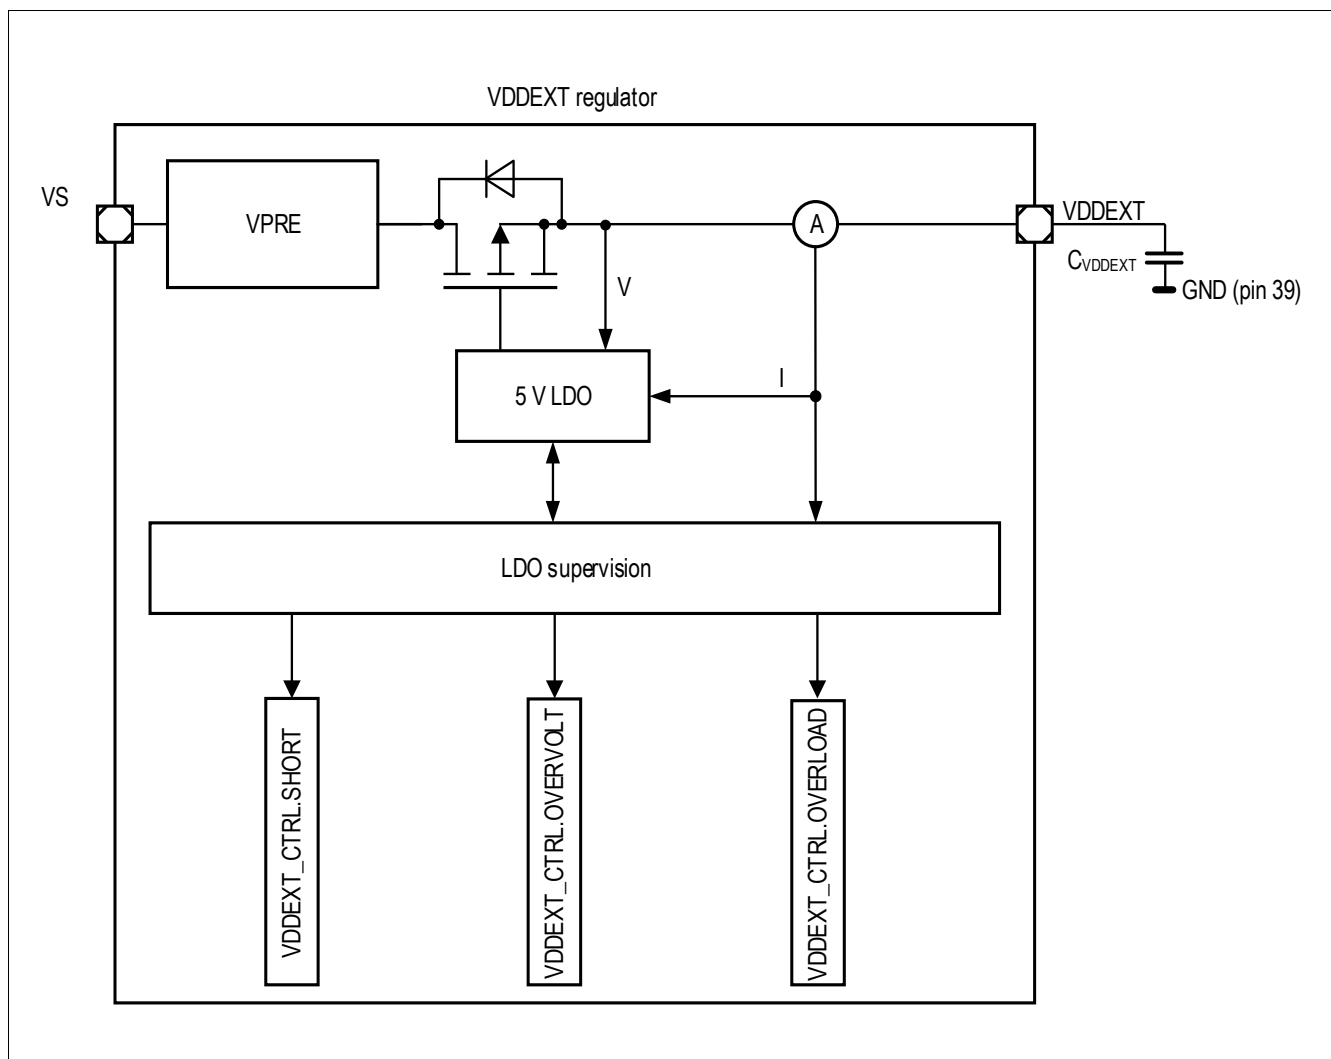 VDDEXT regulator
VS
VPRE
A
VDDEXT
CVDDEXT
GND (pin 39)
V
I
5 V LDO
LDO supervision
VDDEXT_CTRL.SHORT
VDDEXT_CTRL.OVERVOLT
VDDEXT_CTRL.OVERLOAD